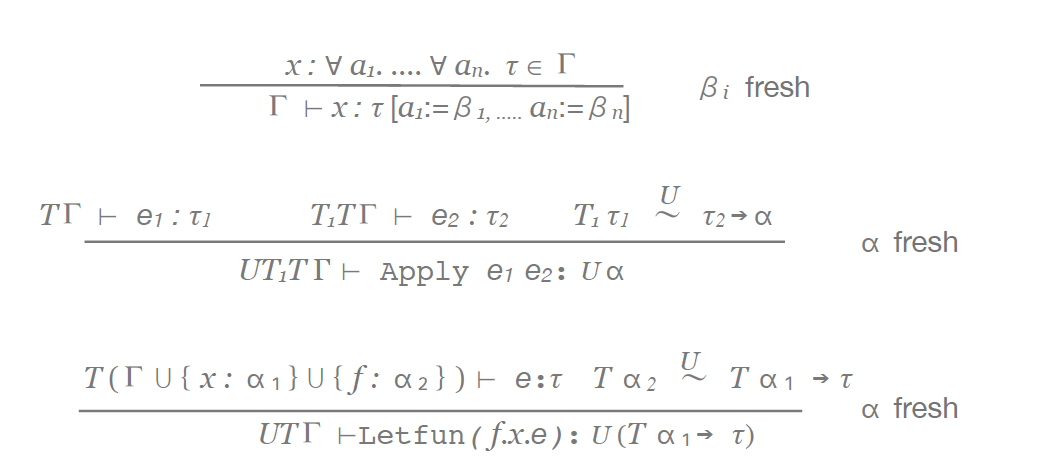 x : ∀ a₁. .... ∀ aₙ. τ ∈ Γ
Γ ⊢ x : τ [a₁:= β₁, ..... aₙ:= βₙ]
βᵢ fresh
TΓ ⊢ e₁ : τ₁ T₁TΓ ⊢ e₂ : τ₂ T₁ τ₁ U ~ τ₂ → α
UT₁TΓ ⊢ Apply e₁ e₂: Uα
α fresh
T(Γ ∪ { x : α₁} ∪ { f : α₂}) ⊢ e:τ T α₂ U ~ T α₁ → τ
UTΓ ⊢Letfun(f.x.e): U(T α₁→ τ)
α fresh